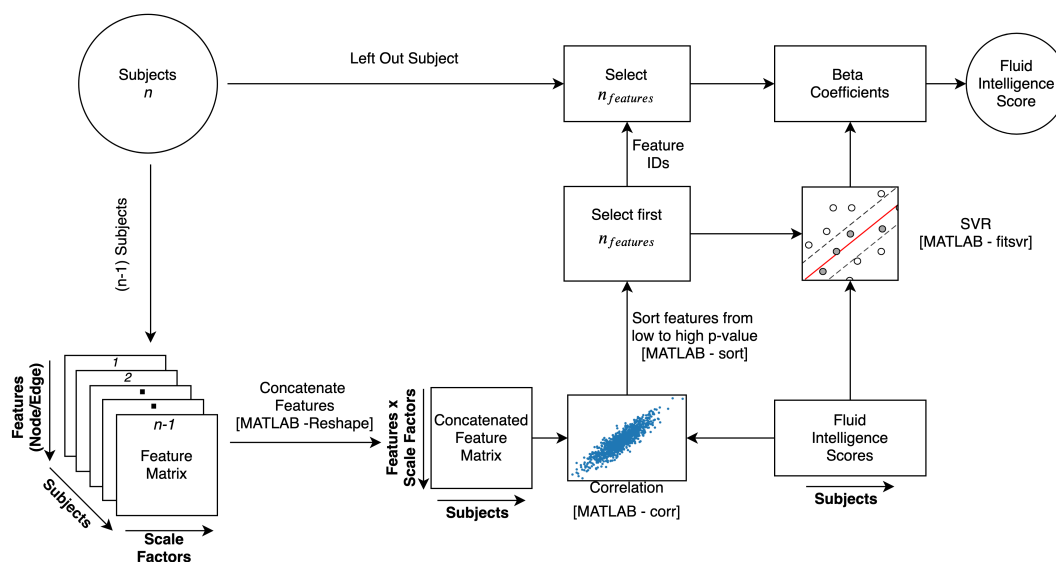 Subjects
n
Left Out Subject
Select
n features
Beta
Coefficients
Fluid
Intelligence
Score
Feature
IDs
(n-1) Subjects
Select first
n features
SVR
[MATLAB - fitsvr]
Sort features from
low to high p-value
[MATLAB - sort]
1
2
n-1
Feature
Matrix
Features
(Node/Edge)
Subjects
Scale
Factors
Concatenate
Features
[MATLAB -Reshape]
Features x
Scale Factors
Concatenated
Feature
Matrix
Subjects
Correlation
[MATLAB - corr]
Fluid
Intelligence
Scores
Subjects